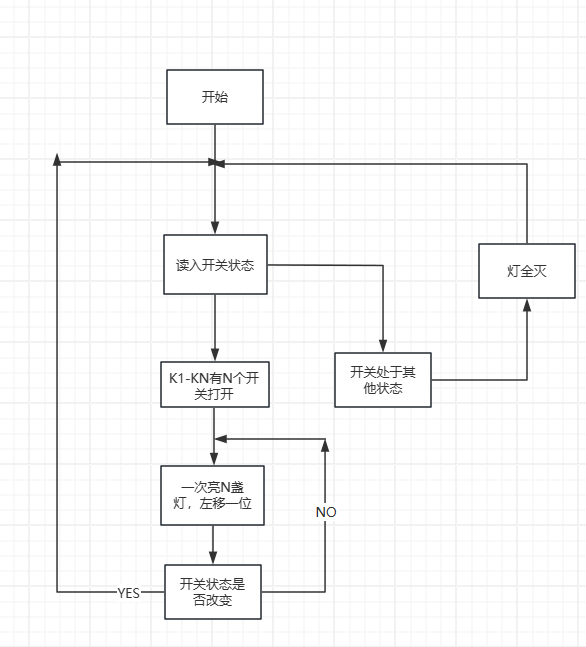 开始
读入开关状态
灯全灭
K1-KN有N个开
关打开
开关处于其
他状态
一次亮N盏
灯，左移一位
NO
开关状态是
否改变
YES